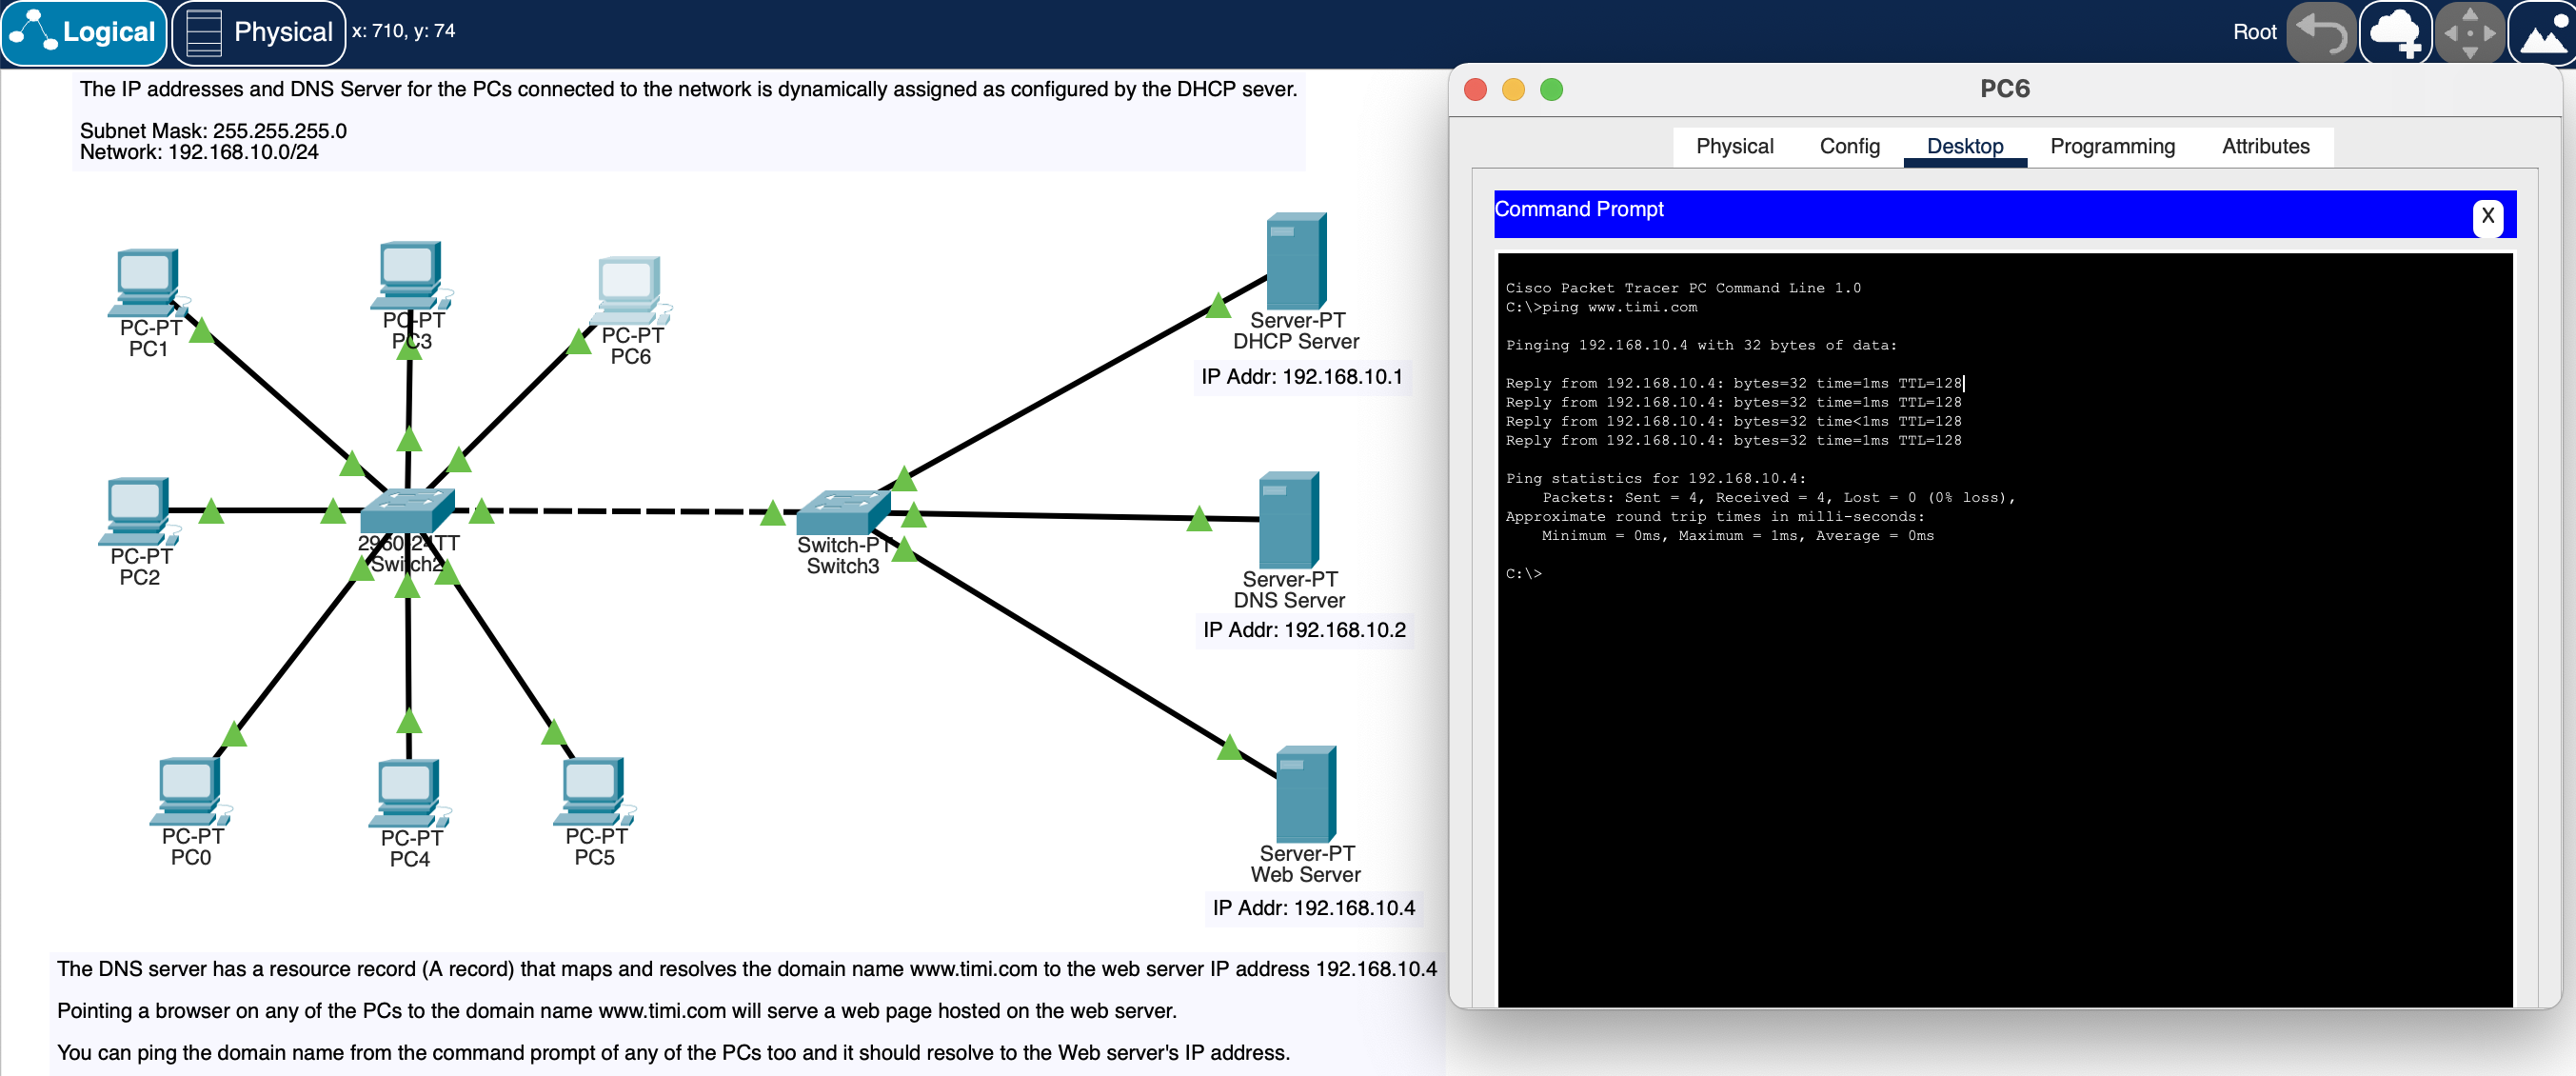 Logical
Physical
x: 710, y: 74
Root
The IP addresses and DNS Server for the PCs connected to the network is dynamically assigned as configured by the DHCP sever.
Subnet Mask: 255.255.255.0
Network: 192.168.10.0/24
PC-PT
PC1
PC-PT
PC3
PC-PT
PC6
Server-PT
DHCP Server
IP Addr: 192.168.10.1
PC-PT
PC2
2960-24TT
Switch2
Switch-PT
Switch3
Server-PT
DNS Server
IP Addr: 192.168.10.2
PC-PT
PC0
PC-PT
PC4
PC-PT
PC5
Server-PT
Web Server
IP Addr: 192.168.10.4
The DNS server has a resource record (A record) that maps and resolves the domain name www.timi.com to the web server IP address 192.168.10.4
Pointing a browser on any of the PCs to the domain name www.timi.com will serve a web page hosted on the web server.
You can ping the domain name from the command prompt of any of the PCs too and it should resolve to the Web server's IP address.
PC6
Physical Config Desktop Programming Attributes
Command Prompt
X
Cisco Packet Tracer PC Command Line 1.0
C:\>ping www.timi.com
Pinging 192.168.10.4 with 32 bytes of data:
Reply from 192.168.10.4: bytes=32 time=1ms TTL=128
Reply from 192.168.10.4: bytes=32 time=1ms TTL=128
Reply from 192.168.10.4: bytes=32 time<1ms TTL=128
Reply from 192.168.10.4: bytes=32 time=1ms TTL=128
Ping statistics for 192.168.10.4:
Packets: Sent = 4, Received = 4, Lost = 0 (0% loss),
Approximate round trip times in milli-seconds:
Minimum = 0ms, Maximum = 1ms, Average = 0ms
C:\>